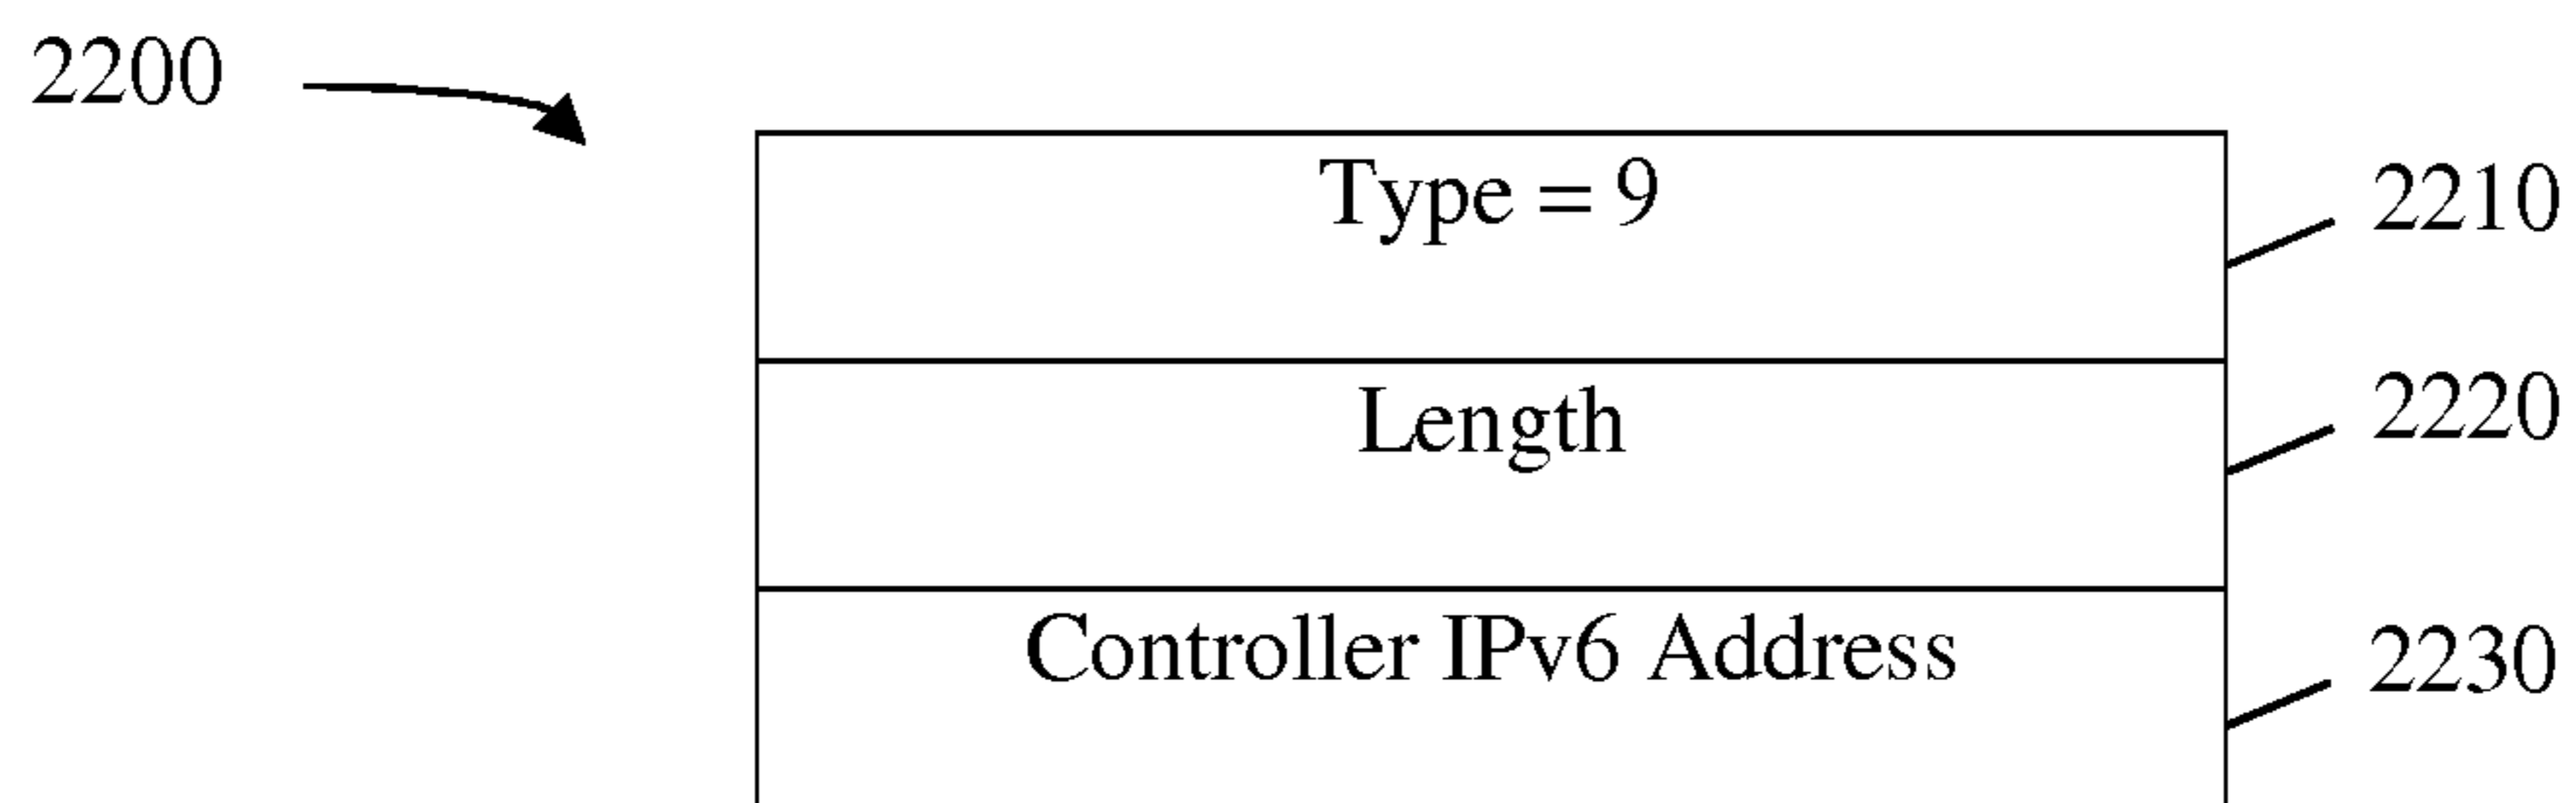 2200
Type = 9
2210
Length
2220
Controller IPv6 Address
2230